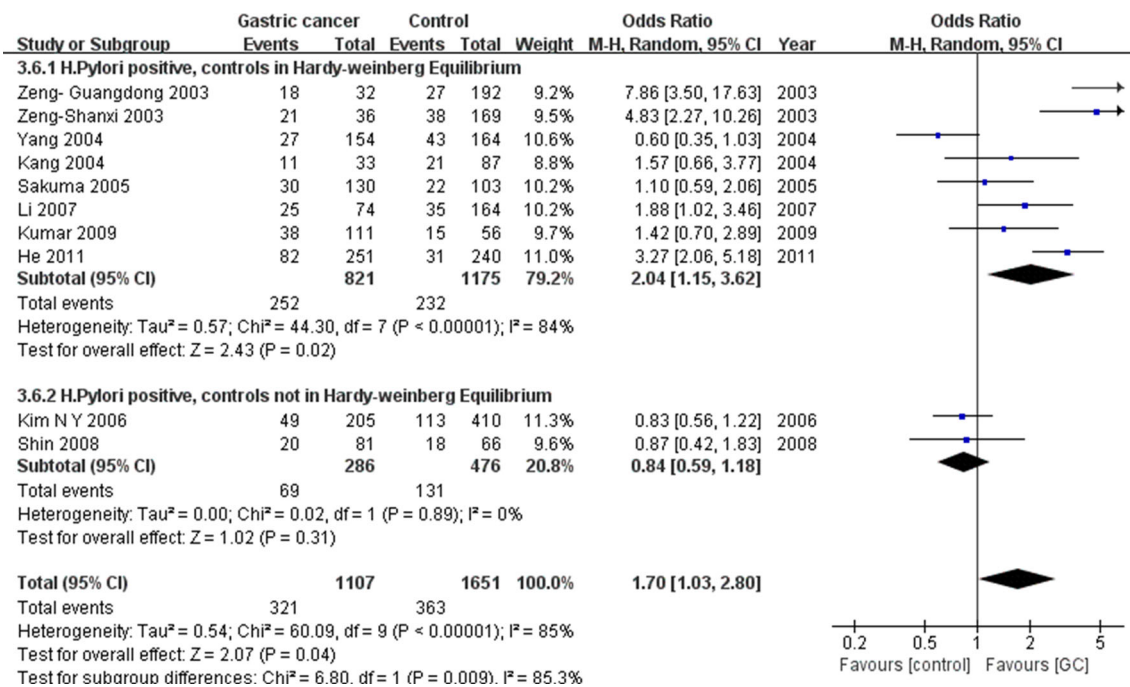 Gastric cancer Control Odds Ratio Odds Ratio
Study or Subgroup Events Total Events Total Weight M-H, Random, 95% CI Year M-H, Random, 95% CI
3.6.1 H.Pylori positive, controls in Hardy-weinberg Equilibrium
Zeng- Guangdong 2003 18 32 27 192 9.2% 7.86 [3.50, 17.63] 2003
Zeng-Shanxi 2003 21 36 38 169 9.5% 4.83 [2.27, 10.26] 2003
Yang 2004 27 154 43 164 10.6% 0.60 [0.35, 1.03] 2004
Kang 2004 11 33 21 87 8.8% 1.57 [0.66, 3.77] 2004
Sakuma 2005 30 130 22 103 10.2% 1.10 [0.59, 2.06] 2005
Li 2007 25 74 35 164 10.2% 1.88 [1.02, 3.46] 2007
Kumar 2009 38 111 15 56 9.7% 1.42 [0.70, 2.89] 2009
He 2011 82 251 31 240 11.0% 3.27 [2.06, 5.18] 2011
Subtotal (95% CI) 821 1175 79.2% 2.04 [1.15, 3.62]
Total events 252 232
Heterogeneity: Tau² = 0.57; Chi² = 44.30, df = 7 (P < 0.00001); I² = 84%
Test for overall effect: Z = 2.43 (P = 0.02)
3.6.2 H.Pylori positive, controls not in Hardy-weinberg Equilibrium
Kim N Y 2006 49 205 113 410 11.3% 0.83 [0.56, 1.22] 2006
Shin 2008 20 81 18 66 9.6% 0.87 [0.42, 1.83] 2008
Subtotal (95% CI) 286 476 20.8% 0.84 [0.59, 1.18]
Total events 69 131
Heterogeneity: Tau² = 0.00; Chi² = 0.02, df = 1 (P = 0.89); I² = 0%
Test for overall effect: Z = 1.02 (P = 0.31)
Total (95% CI) 1107 1651 100.0% 1.70 [1.03, 2.80]
Total events 321 363
Heterogeneity: Tau² = 0.54; Chi² = 60.09, df = 9 (P < 0.00001); I² = 85%
Test for overall effect: Z = 2.07 (P = 0.04)
Test for subgroup differences: Chi² = 6.80, df = 1 (P = 0.009), I² = 85.3%
0.2 0.5 1 2 5
Favours [control] Favours [GC]